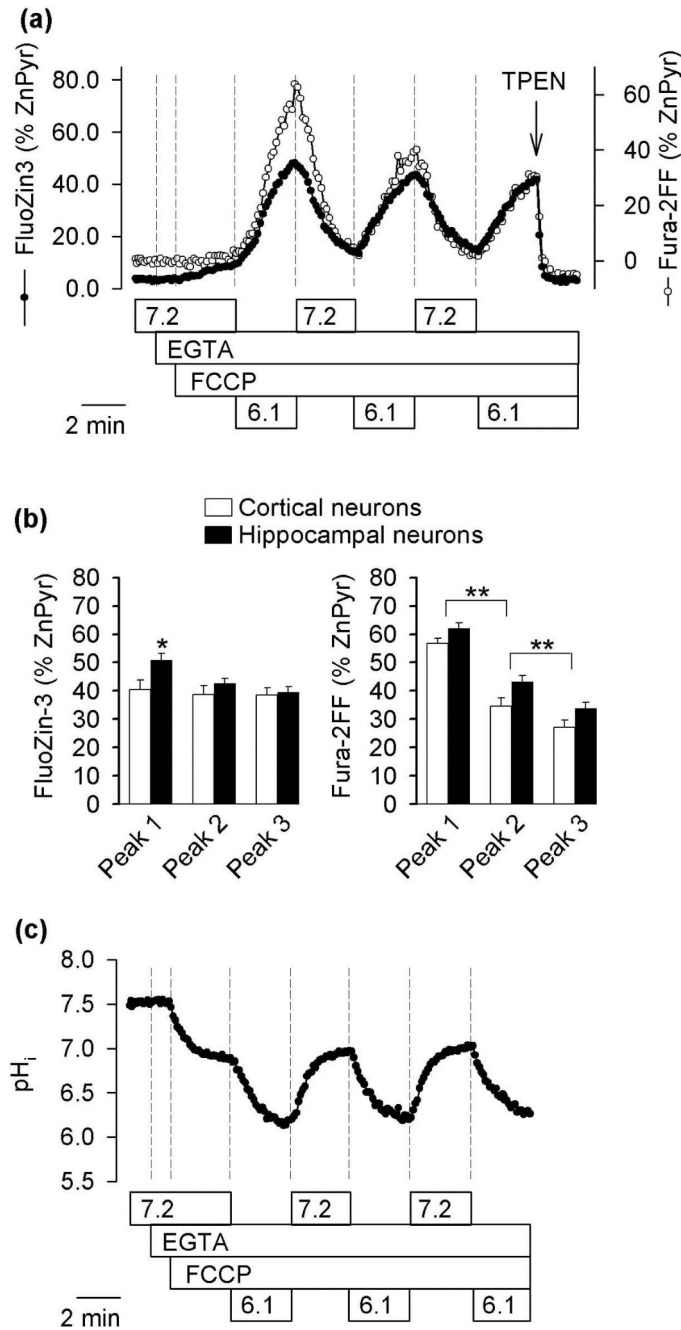 (a)
FluoZin3 (% ZnPyr)
80.0
60.0
40.0
20.0
0.0
TPEN
60
40
20
0
Fura-2FF (% ZnPyr)
7.2 7.2 7.2
EGTA
FCCP
6.1 6.1 6.1
2 min
(b)
Cortical neurons
Hippocampal neurons
FluoZin-3 (% ZnPyr)
80
70
60
50
40
30
20
10
0
*
Peak 1 Peak 2 Peak 3
Fura-2FF (% ZnPyr)
80
70
60
50
40
30
20
10
0
** **
Peak 1 Peak 2 Peak 3
(c)
pHi
8.0
7.5
7.0
6.5
6.0
5.5
7.2 7.2 7.2
EGTA
FCCP
6.1 6.1 6.1
2 min